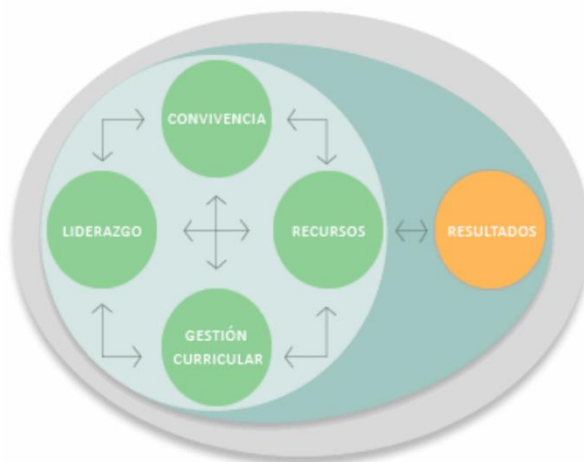 CONVIVENCIA
LIDERAZGO
RECURSOS
RESULTADOS
GESTIÓN
CURRICULAR